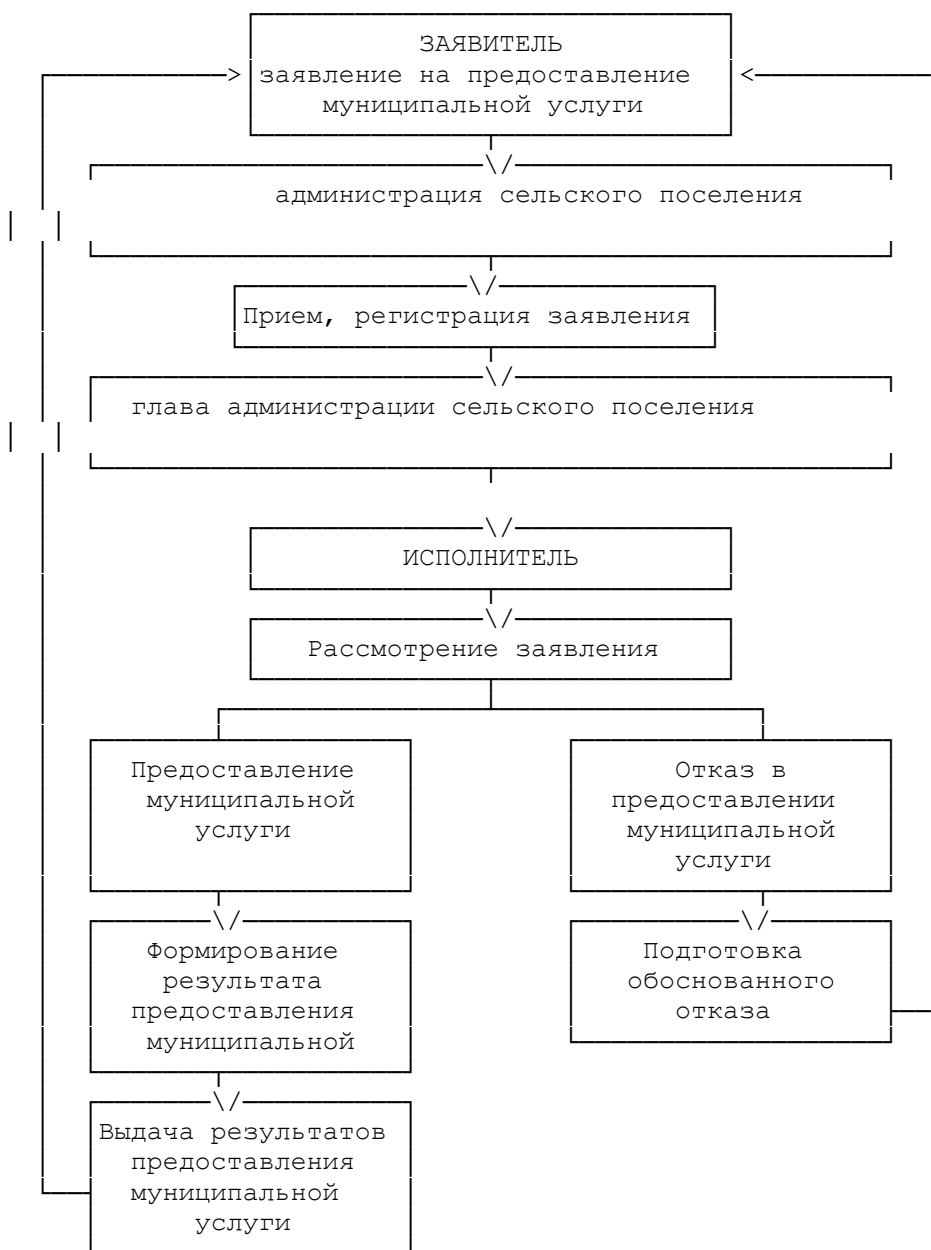 ЗАЯВИТЕЛЬ
заявление на предоставление
муниципальной услуги
администрация сельского поселения
Прием, регистрация заявления
глава администрации сельского поселения
ИСПОЛНИТЕЛЬ
Рассмотрение заявления
Предоставление
муниципальной
услуги
Отказ в
предоставлении
муниципальной
услуги
Формирование
результата
предоставления
муниципальной
Подготовка
обоснованного
отказа
Выдача результатов
предоставления
муниципальной
услуги